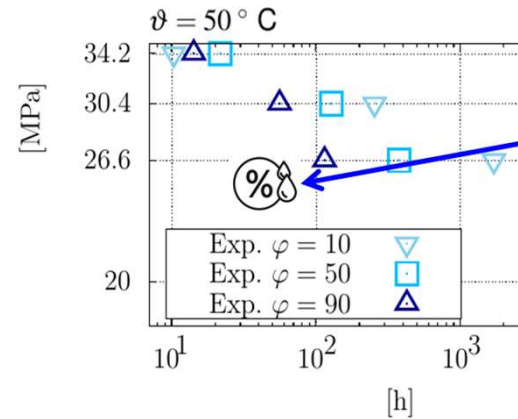 ϑ = 50° C
[MPa]
34.2
30.4
26.6
20
%
Exp. φ = 10
Exp. φ = 50
Exp. φ = 90
10¹ 10² 10³
[h]